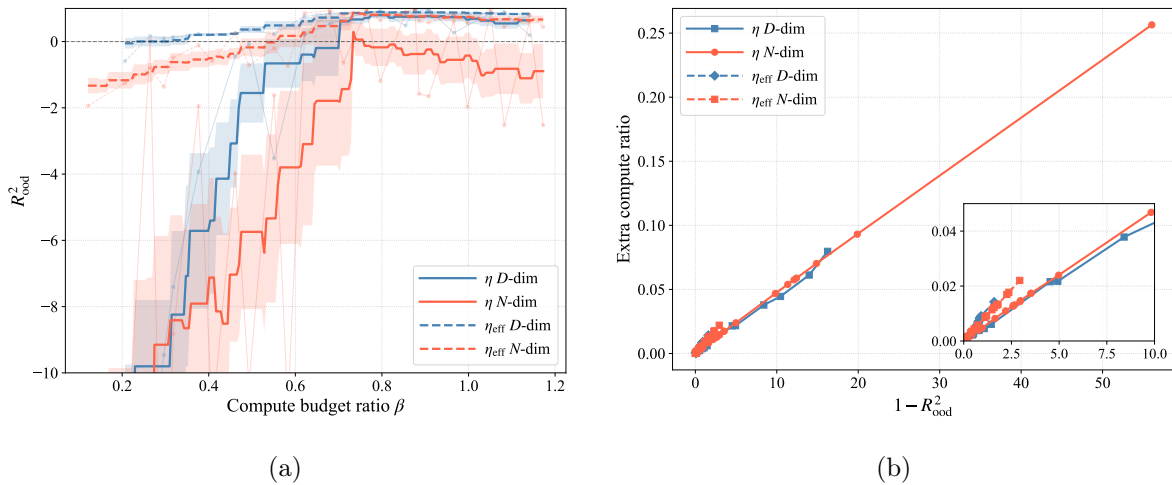 0
−2
−4
−6
−8
−10
R²ood
0.2
0.4
0.6
0.8
1.0
1.2
Compute budget ratio β
η D-dim
η N-dim
ηeff D-dim
ηeff N-dim
(a)
0.25
0.20
0.15
0.10
0.05
0.00
Extra compute ratio
0
10
20
30
40
50
1 − R²ood
η D-dim
η N-dim
ηeff D-dim
ηeff N-dim
0.04
0.02
0.00
0.0
2.5
5.0
7.5
10.0
(b)